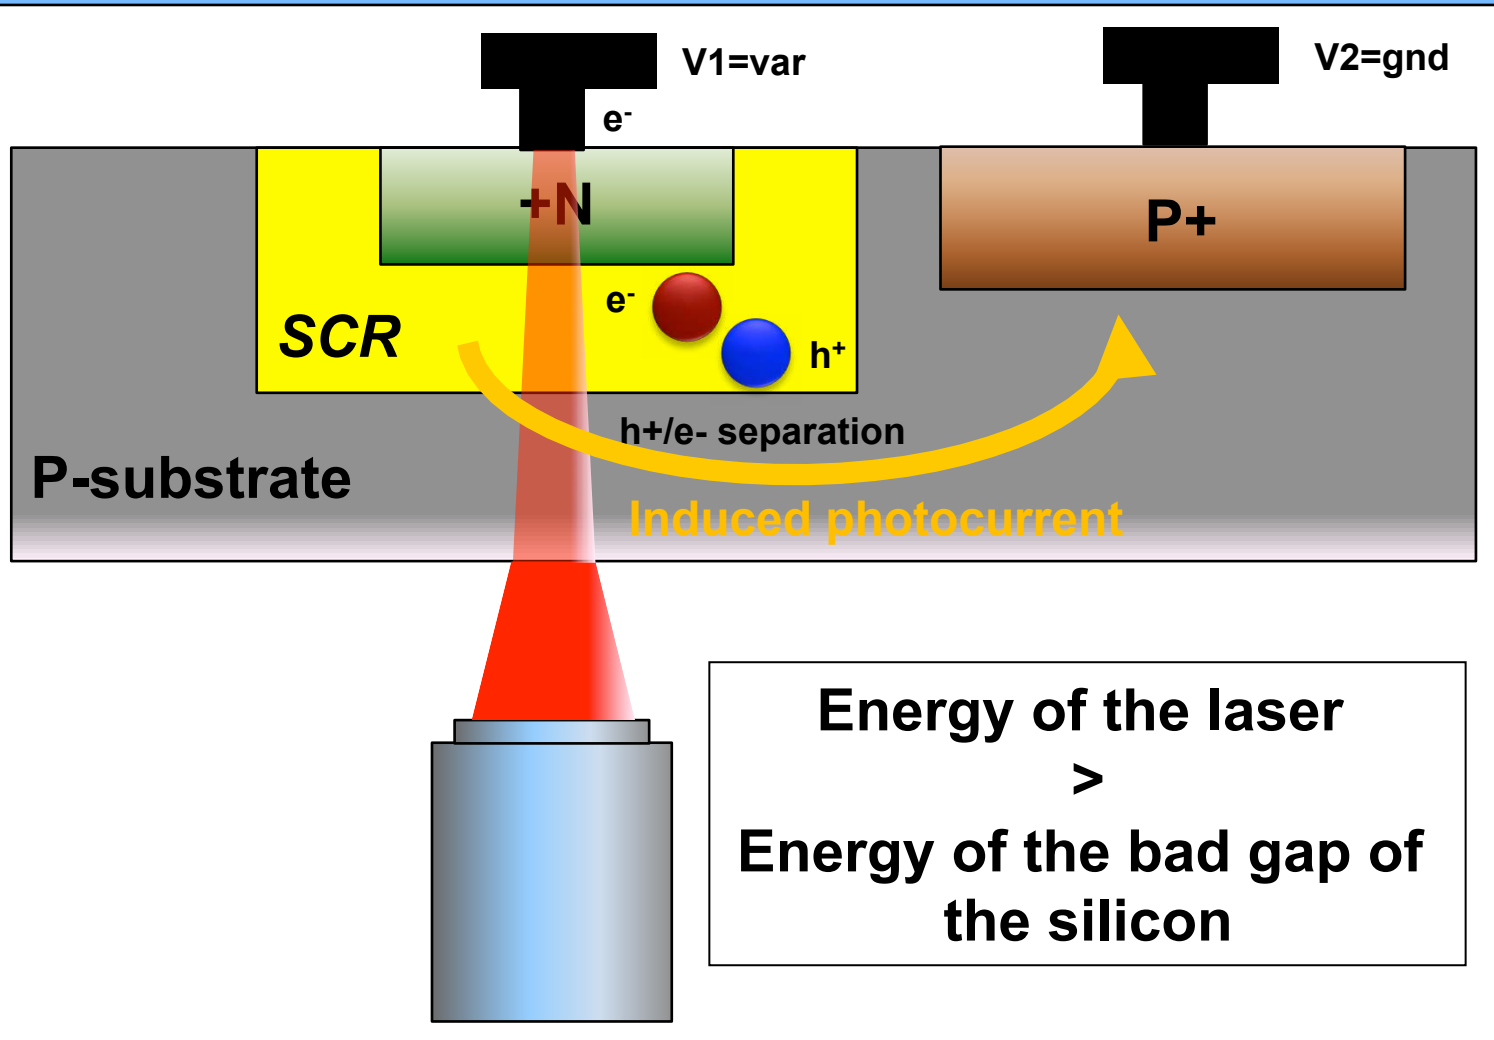 V1=var
V2=gnd
e-
+N
P+
e-
SCR
h+
h+/e- separation
P-substrate
Induced photocurrent
Energy of the laser
>
Energy of the bad gap of
the silicon